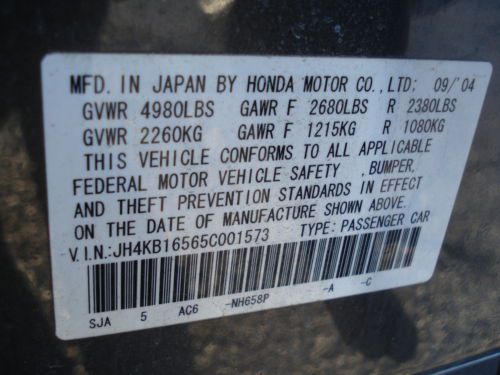 MFD. IN JAPAN BY HONDA MOTOR CO., LTD; 09/'04
GVWR 4980LBS GAWR F 2680LBS R 2380LBS
GVWR 2260KG GAWR F 1215KG R 1080KG
THIS VEHICLE CONFORMS TO ALL APPLICABLE
FEDERAL MOTOR VEHICLE SAFETY ,BUMPER,
AND THEFT PREVENTION STANDARDS IN EFFECT
ON THE DATE OF MANUFACTURE SHOWN ABOVE.
V.I.N.:JH4KB16565C001573 TYPE: PASSENGER CAR
SJA 5 AC6 -NH658P -A -C